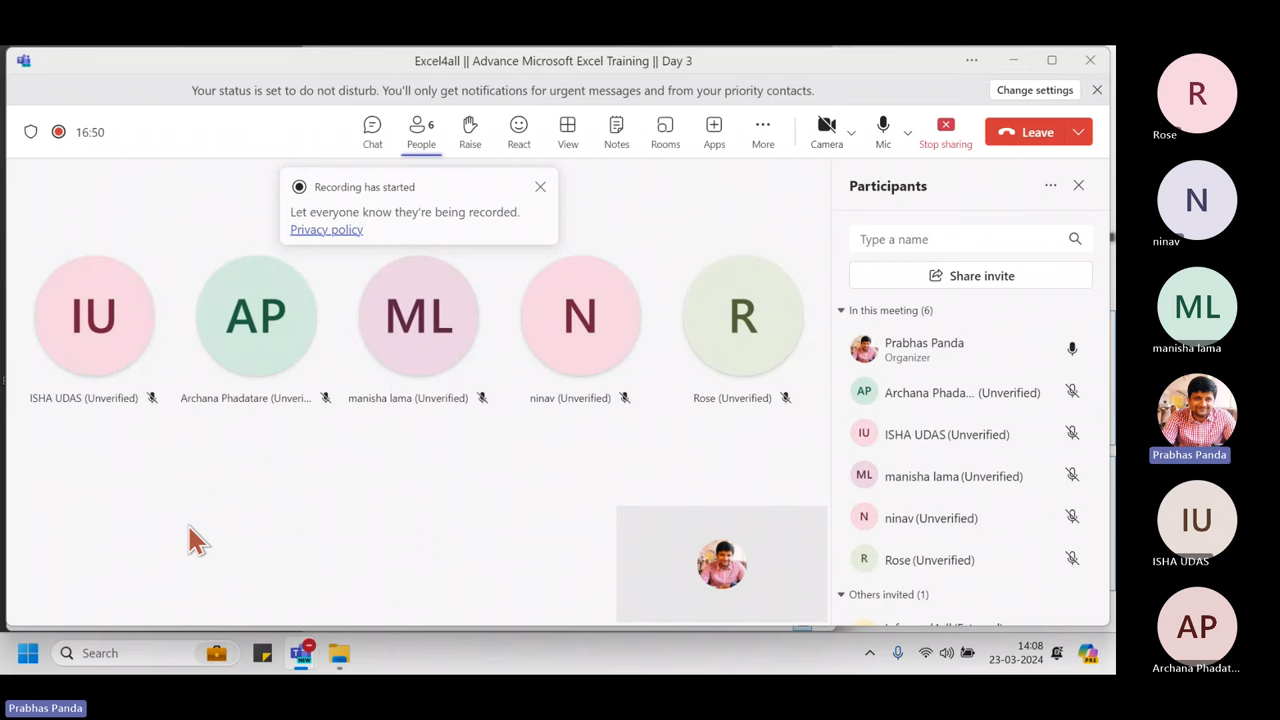 Excel4all || Advance Microsoft Excel Training || Day 3
Your status is set to do not disturb. You'll only get notifications for urgent messages and from your priority contacts.
Change settings
16:50
Chat
People
6
Raise
React
View
Notes
Rooms
Apps
More
Camera
Mic
Stop sharing
Leave
Recording has started
Let everyone know they're being recorded.
Privacy policy
IU
AP
ML
N
R
ISHA UDAS (Unverified)
Archana Phadatare (Unveri...
manisha lama (Unverified)
ninav (Unverified)
Rose (Unverified)
Participants
Type a name
Share invite
In this meeting (6)
Prabhas Panda
Organizer
AP
Archana Phada... (Unverified)
IU
ISHA UDAS (Unverified)
ML
manisha lama (Unverified)
N
ninav (Unverified)
R
Rose (Unverified)
Others invited (1)
Search
NEW
14:08
23-03-2024
PRE
R
Rose
N
ninav
ML
manisha lama
Prabhas Panda
IU
ISHA UDAS
AP
Archana Phadat...
Prabhas Panda